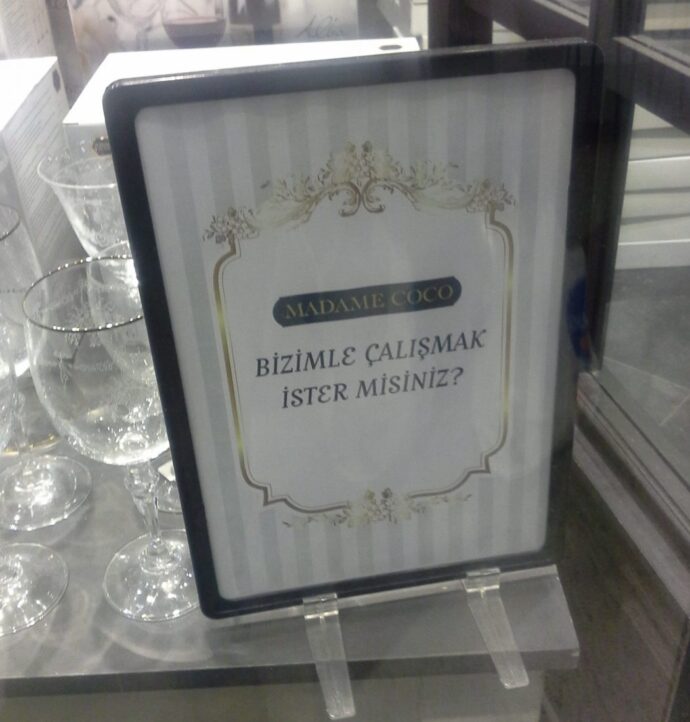 MADAME COCO
BİZİMLE ÇALIŞMAK
İSTER MİSİNİZ?